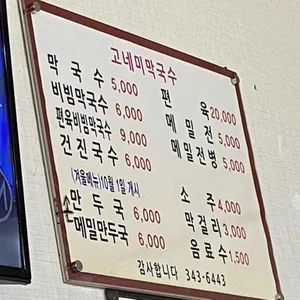 고네미막국수
막국수 5,000
비빔막국수 6,000
편육비빔막국수 9,000
건진국수 6,000
(겨울메뉴)10월 1일 개시
손만두국 6,000
메밀만두국 6,000
편육 20,000
메밀전 5,000
메밀전병 5,000
소주 4,000
막걸리 3,000
음료수 1,500
감사합니다 343-6443